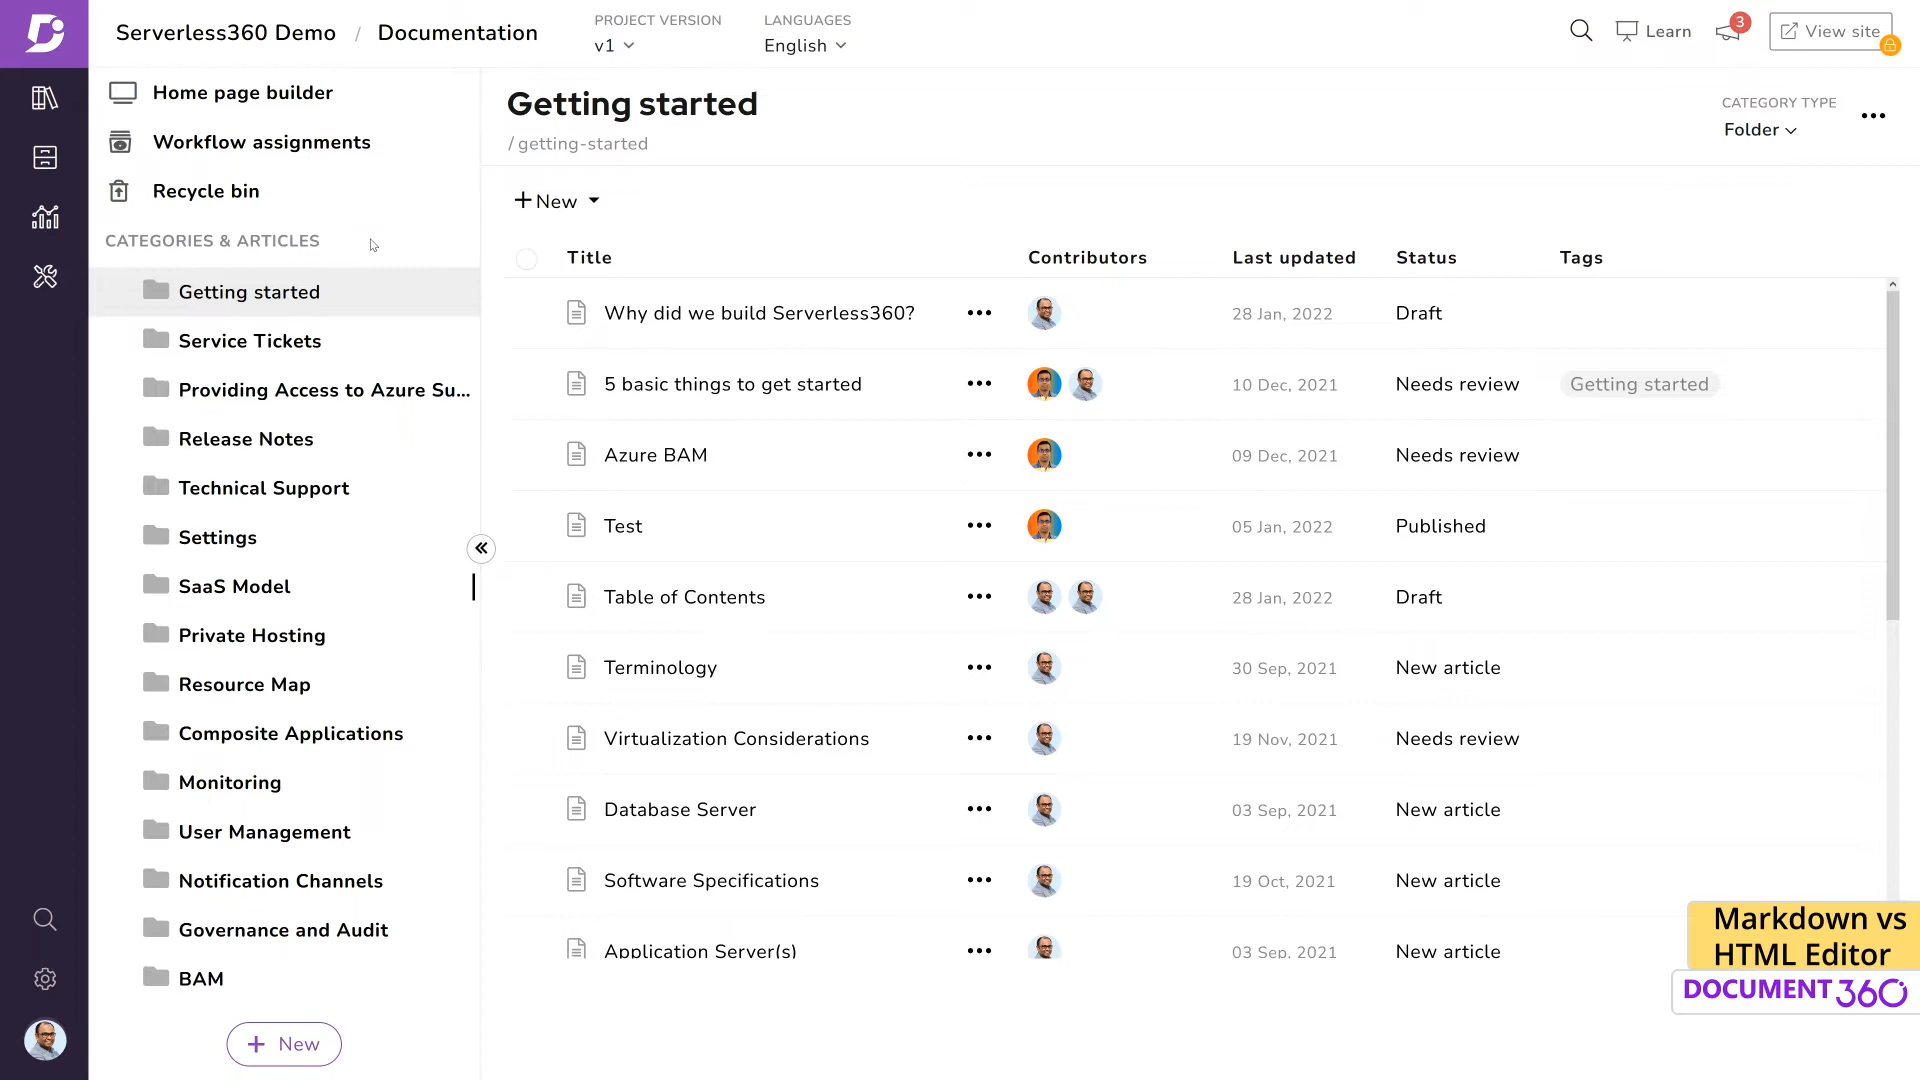 Serverless360 Demo / Documentation
PROJECT VERSION
v1
LANGUAGES
English
Learn
3
View site
Home page builder
Workflow assignments
Recycle bin
CATEGORIES & ARTICLES
Getting started
Service Tickets
Providing Access to Azure Su...
Release Notes
Technical Support
Settings
SaaS Model
Private Hosting
Resource Map
Composite Applications
Monitoring
User Management
Notification Channels
Governance and Audit
BAM
+ New
Getting started
/ getting-started
CATEGORY TYPE
Folder
+ New
Title Contributors Last updated Status Tags
Why did we build Serverless360? 28 Jan, 2022 Draft
5 basic things to get started 10 Dec, 2021 Needs review Getting started
Azure BAM 09 Dec, 2021 Needs review
Test 05 Jan, 2022 Published
Table of Contents 28 Jan, 2022 Draft
Terminology 30 Sep, 2021 New article
Virtualization Considerations 19 Nov, 2021 Needs review
Database Server 03 Sep, 2021 New article
Software Specifications 19 Oct, 2021 New article
Application Server(s) 03 Sep, 2021 New article
Markdown vs
HTML Editor
DOCUMENT360